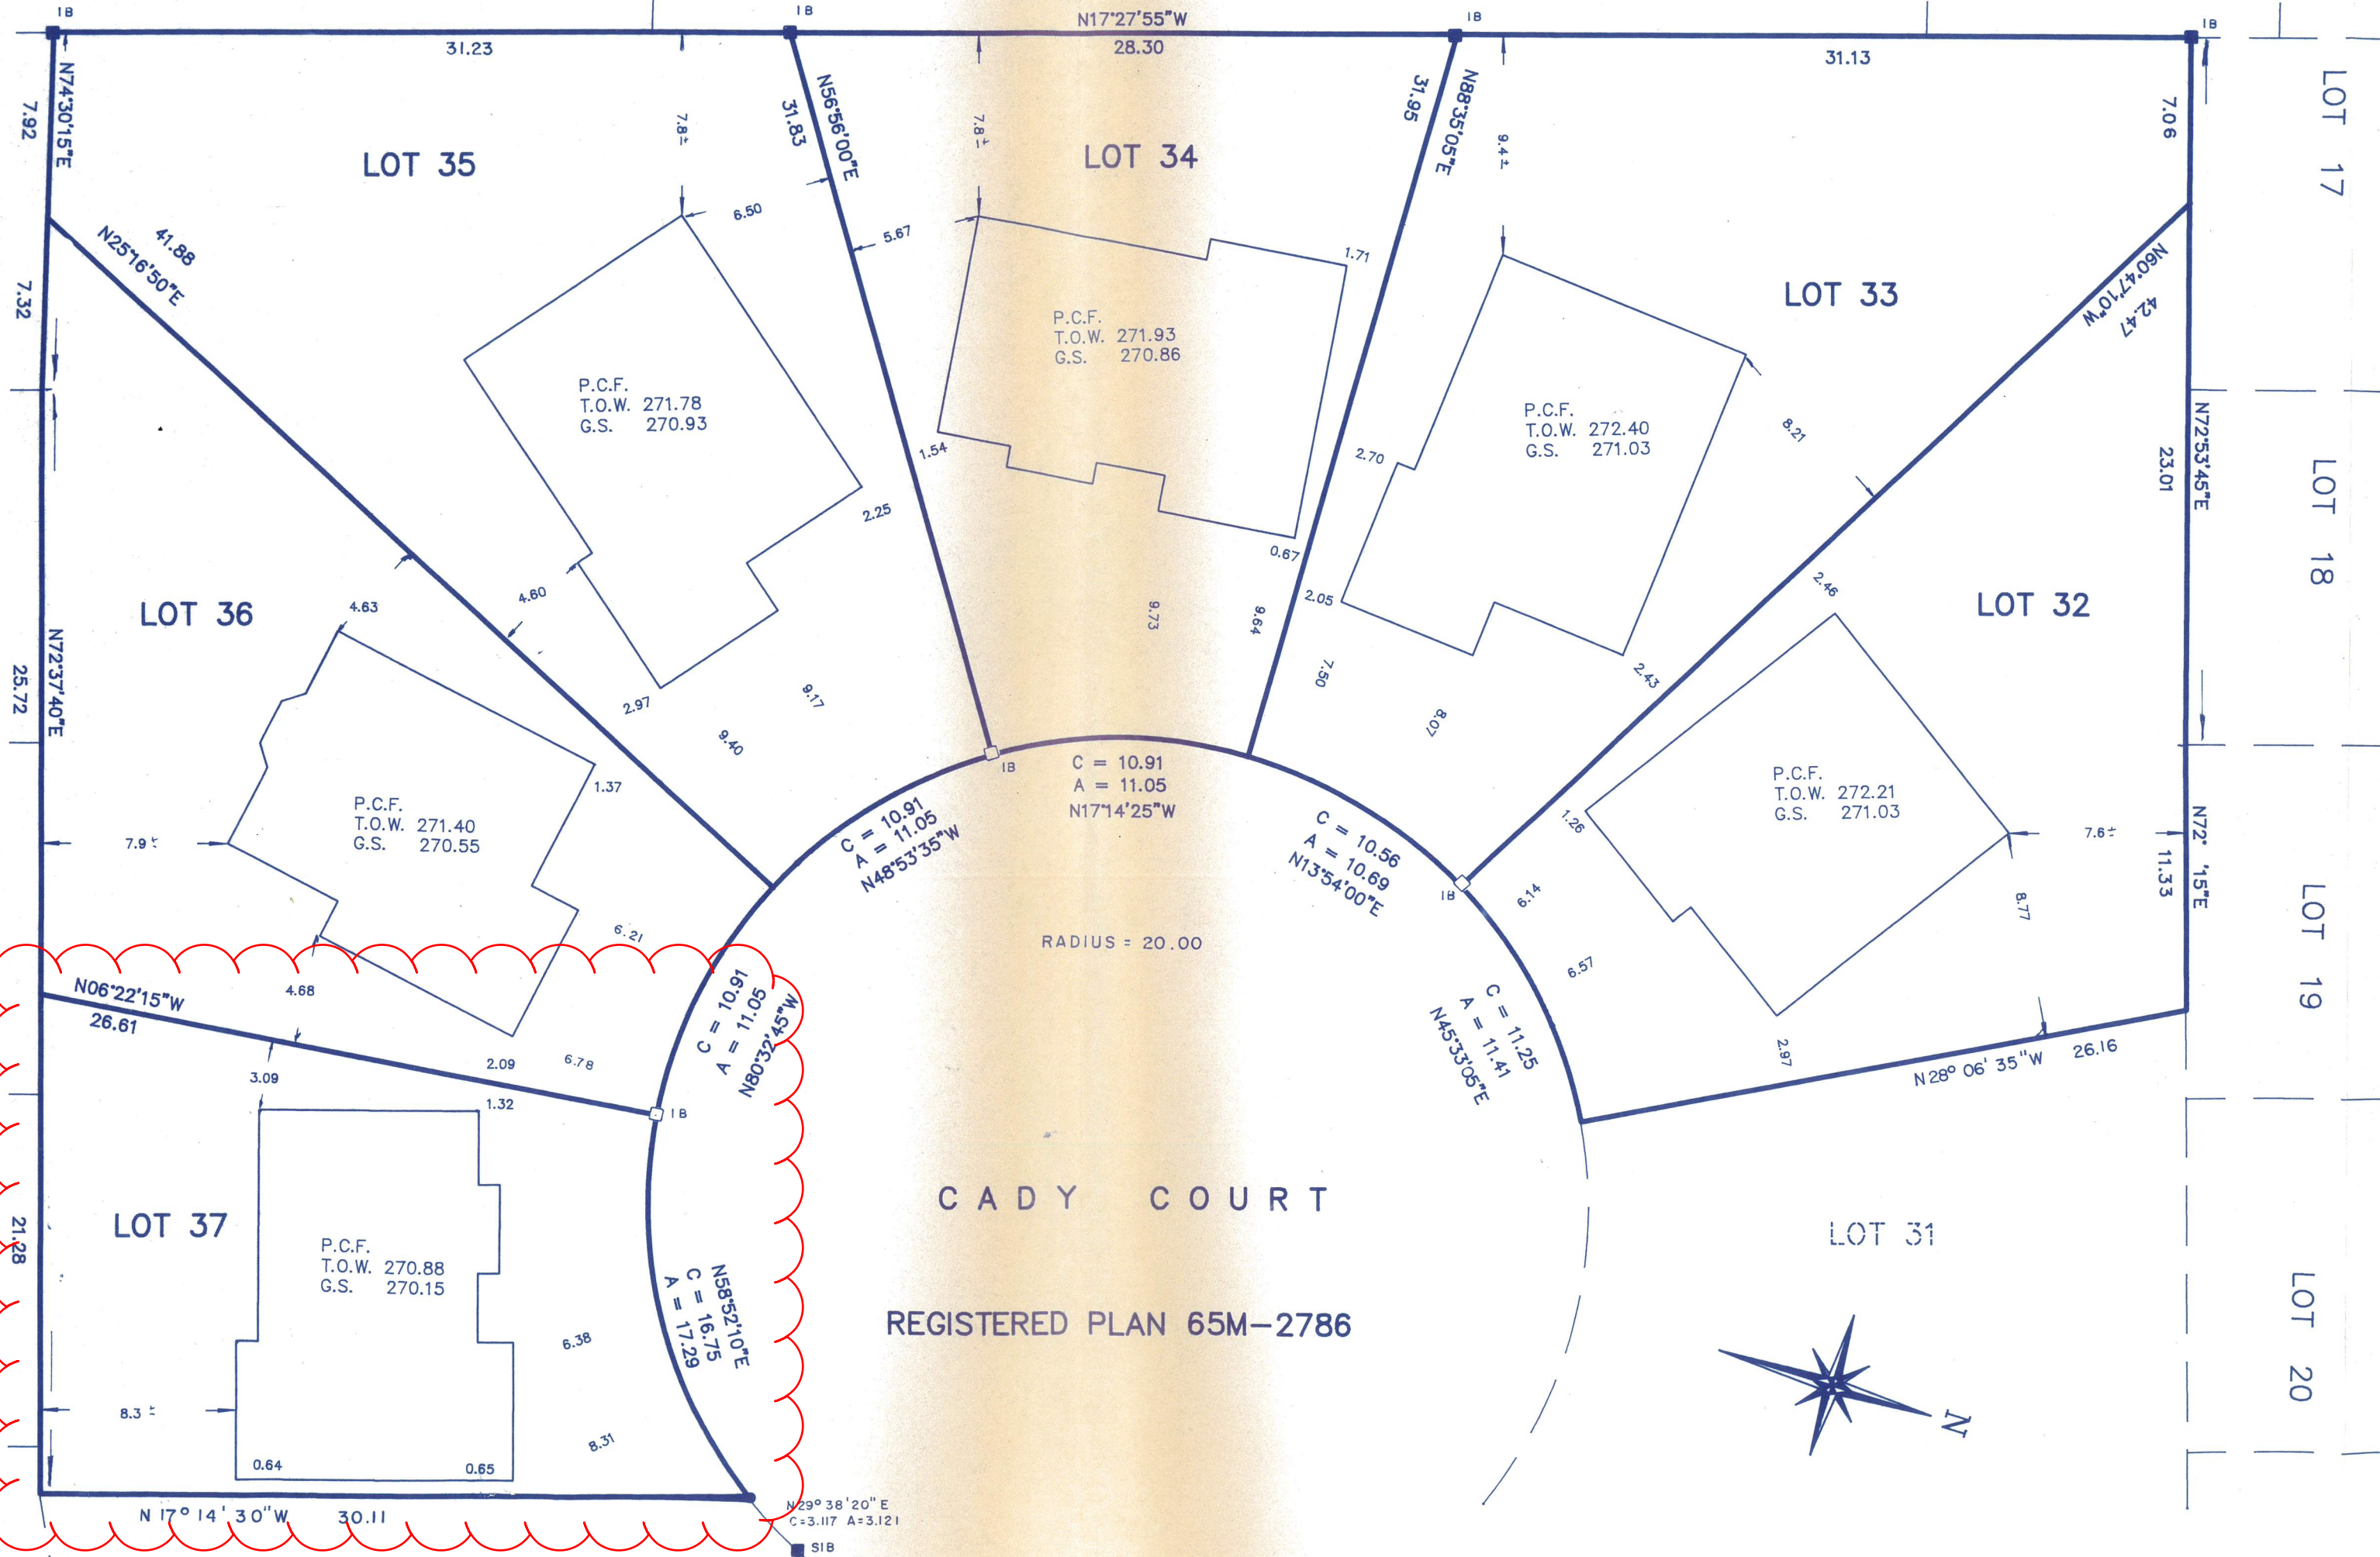 IB
IB
N17°27'55"W
IB
IB
31.23
28.30
31.13
N74°30'15"E
7.92
7.32
LOT 35
7.8±
6.50
31.83
N56°56'00"E
5.67
7.8±
LOT 34
31.95
N88°35'05"E
9.4±
7.06
LOT 17
41.88
N25°16'50"E
1.71
LOT 33
N60°47'10"W
42.47
P.C.F.
T.O.W. 271.93
G.S. 270.86
P.C.F.
T.O.W. 271.78
G.S. 270.93
1.54
2.25
2.70
P.C.F.
T.O.W. 272.40
G.S. 271.03
8.21
N72°53'45"E
23.01
LOT 18
0.67
2.05
LOT 36
4.63
4.60
2.97
9.17
9.40
9.73
9.64
7.50
8.07
2.43
2.46
LOT 32
N72°37'40"E
25.72
1.37
P.C.F.
T.O.W. 271.40
G.S. 270.55
7.9±
6.21
C = 10.91
A = 11.05
N48°53'35"W
IB
C = 10.91
A = 11.05
N17°14'25"W
C = 10.56
A = 10.69
N13°54'00"E
IB
1.26
P.C.F.
T.O.W. 272.21
G.S. 271.03
7.6±
N72° '15"E
11.33
8.77
6.14
6.57
LOT 19
RADIUS = 20.00
N06°22'15"W
26.61
4.68
C = 10.91
A = 11.05
N80°32'45"W
C = 11.25
A = 11.41
N45°33'05"E
2.97
N28° 06' 35"W 26.16
3.09
2.09
6.78
1.32
IB
CADY COURT
LOT 37
21.28
P.C.F.
T.O.W. 270.88
G.S. 270.15
LOT 31
LOT 20
REGISTERED PLAN 65M-2786
N58°52'10"E
C = 16.75
A = 17.29
6.38
8.3±
8.31
0.64
0.65
N
N 17° 14' 30"W 30.11
N29° 38'20" E
C=3.117 A=3.121
SIB